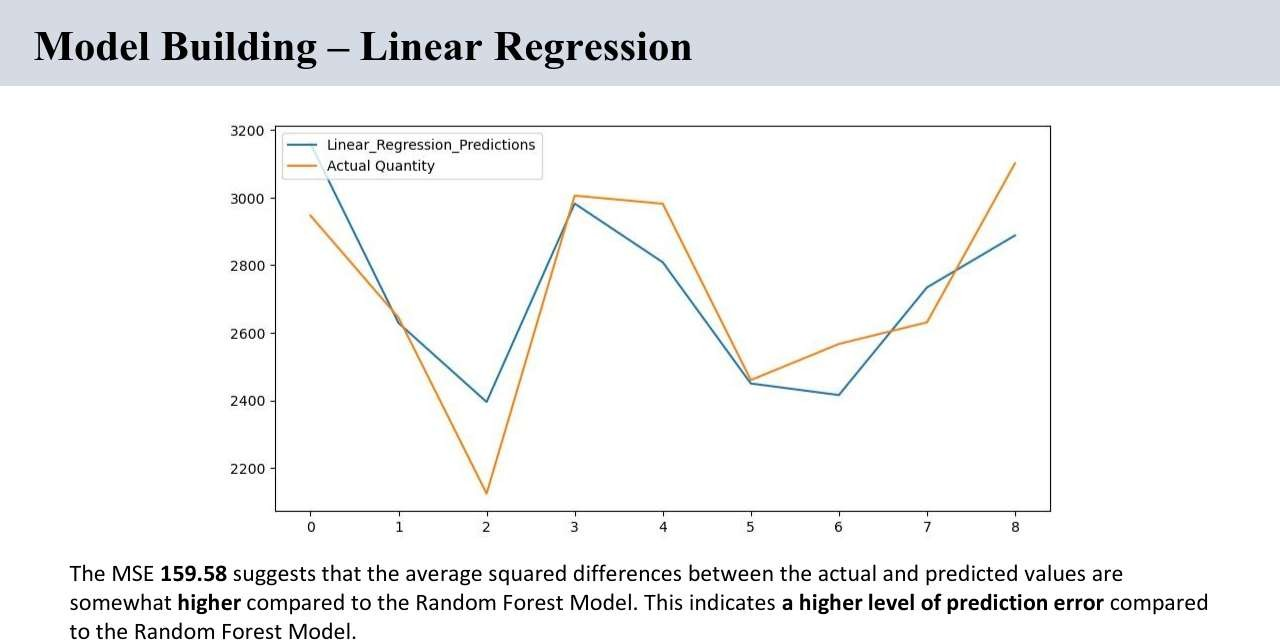 Model Building – Linear Regression
Linear_Regression_Predictions
Actual Quantity
3200
3000
2800
2600
2400
2200
0 1 2 3 4 5 6 7 8
The MSE 159.58 suggests that the average squared differences between the actual and predicted values are
somewhat higher compared to the Random Forest Model. This indicates a higher level of prediction error compared
to the Random Forest Model.